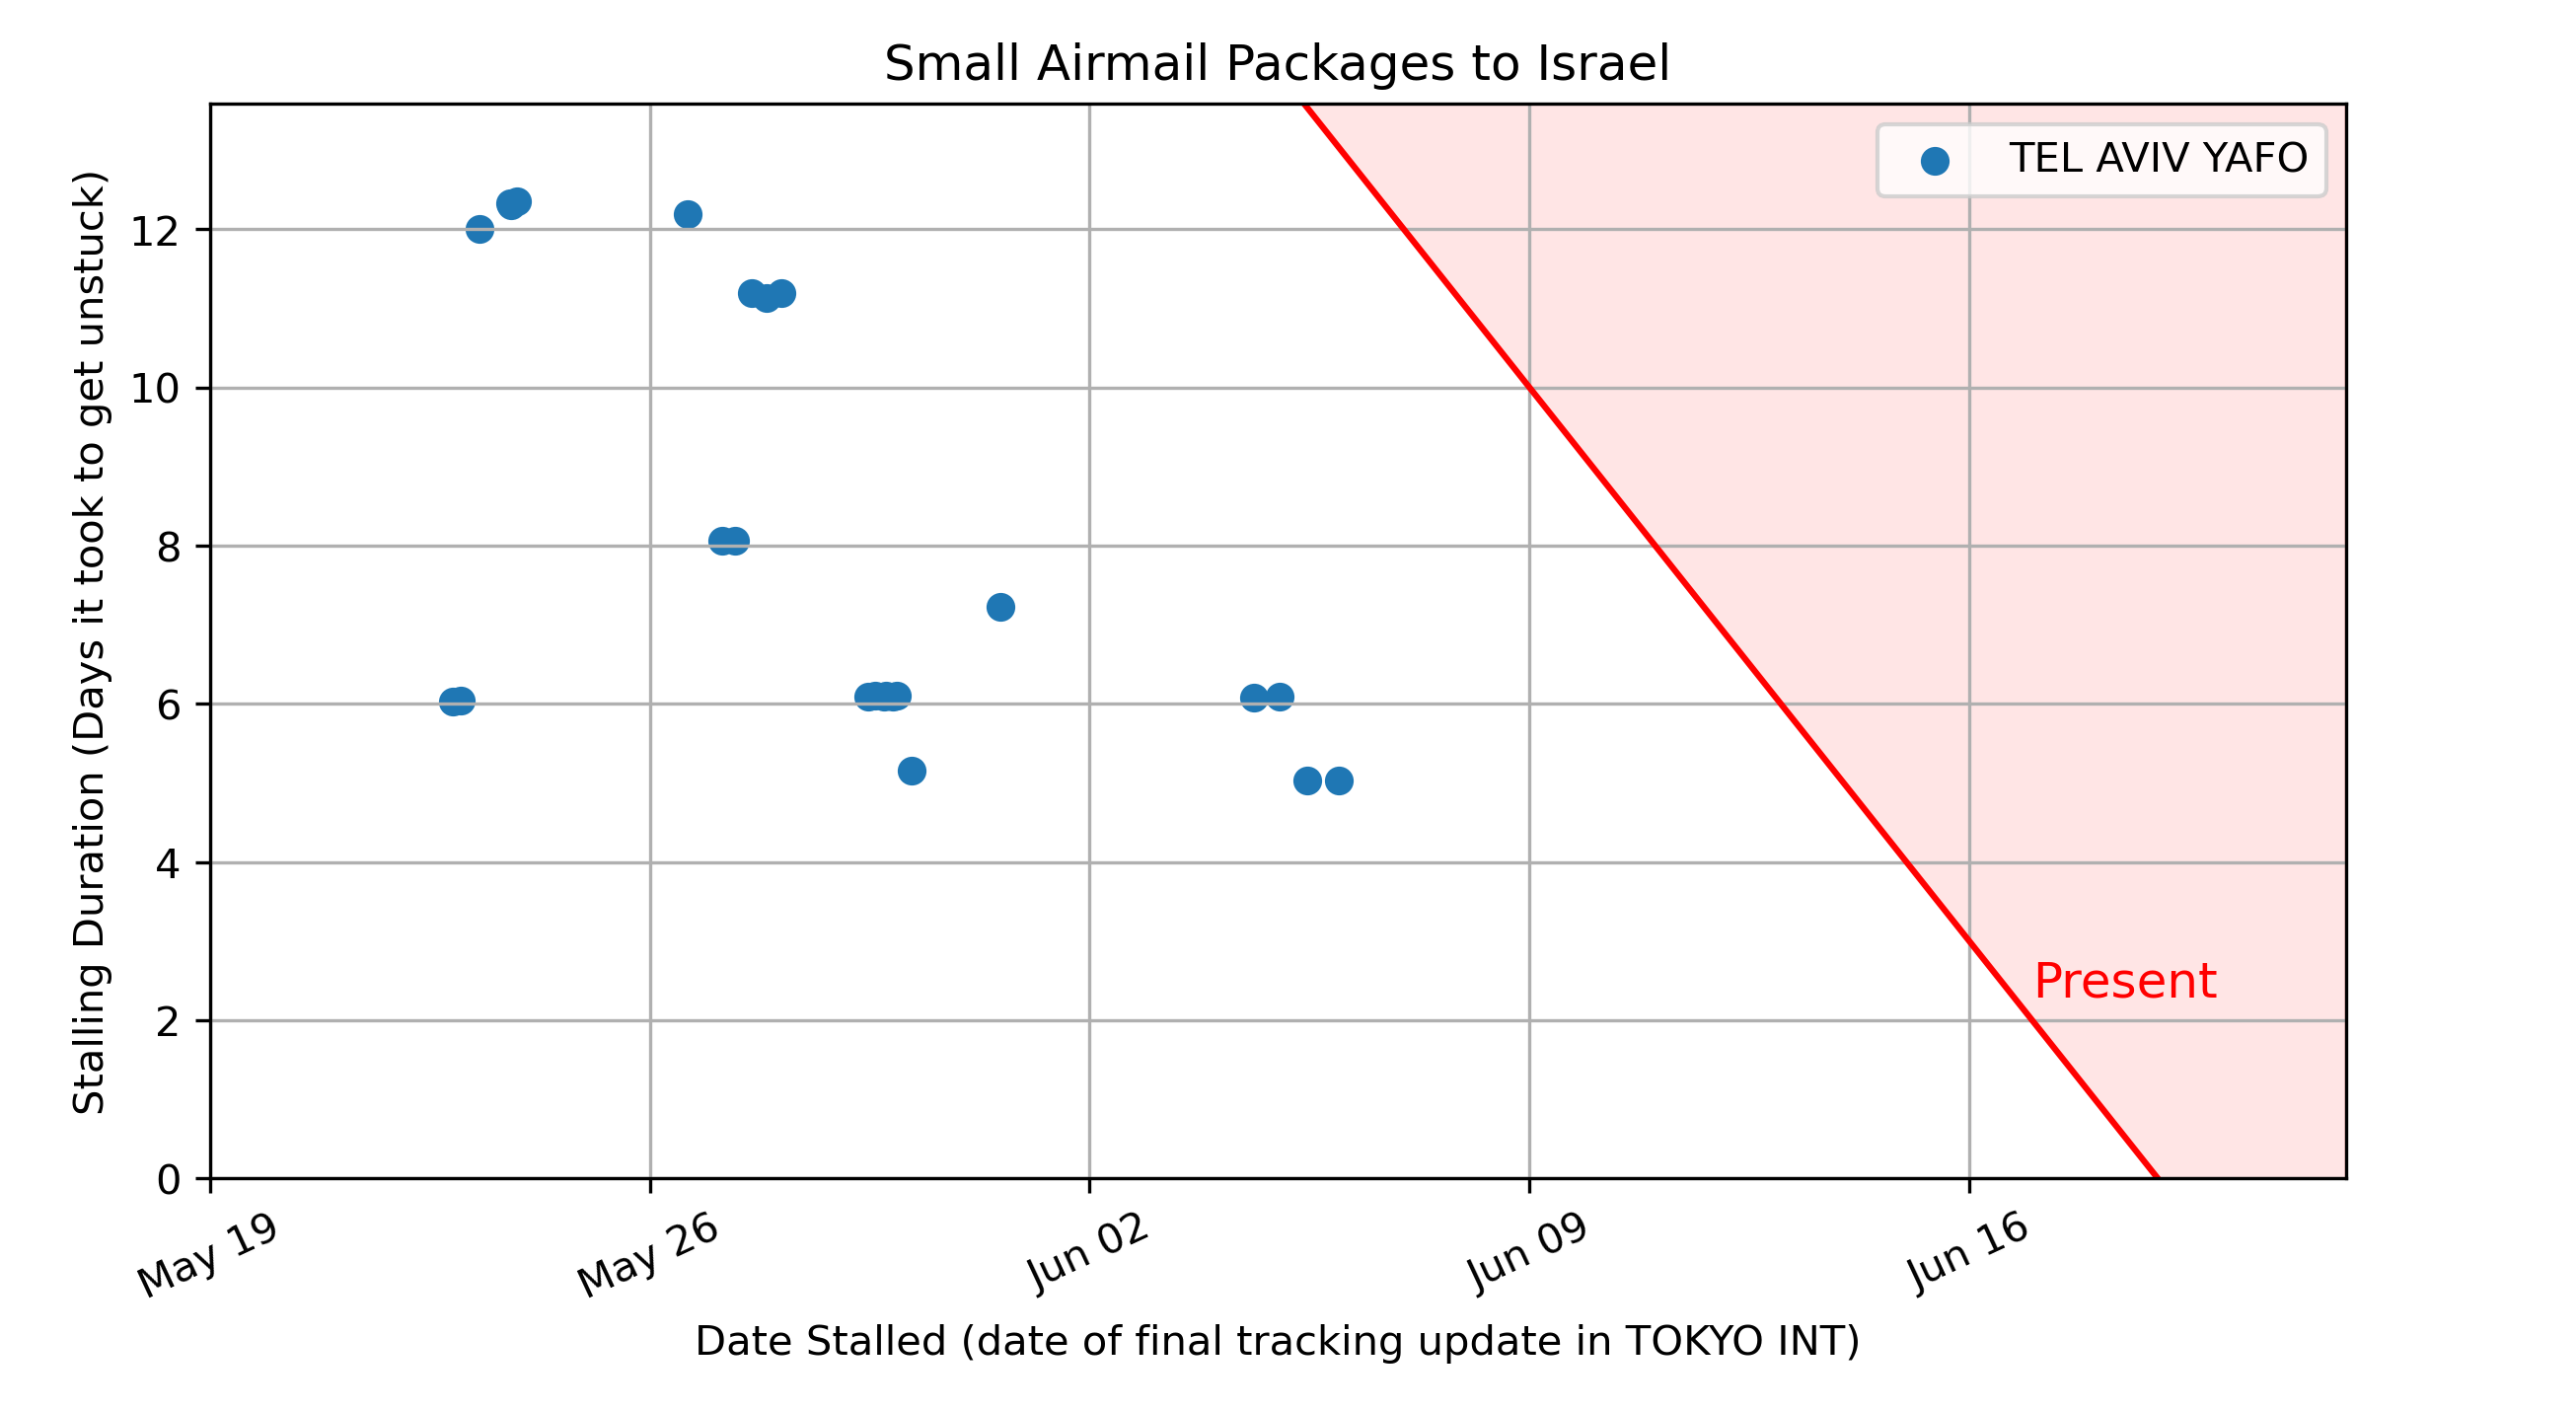 Small Airmail Packages to Israel
TEL AVIV YAFO
Stalling Duration (Days it took to get unstuck)
12
10
8
6
4
2
0
Present
May 19
May 26
Jun 02
Jun 09
Jun 16
Date Stalled (date of final tracking update in TOKYO INT)